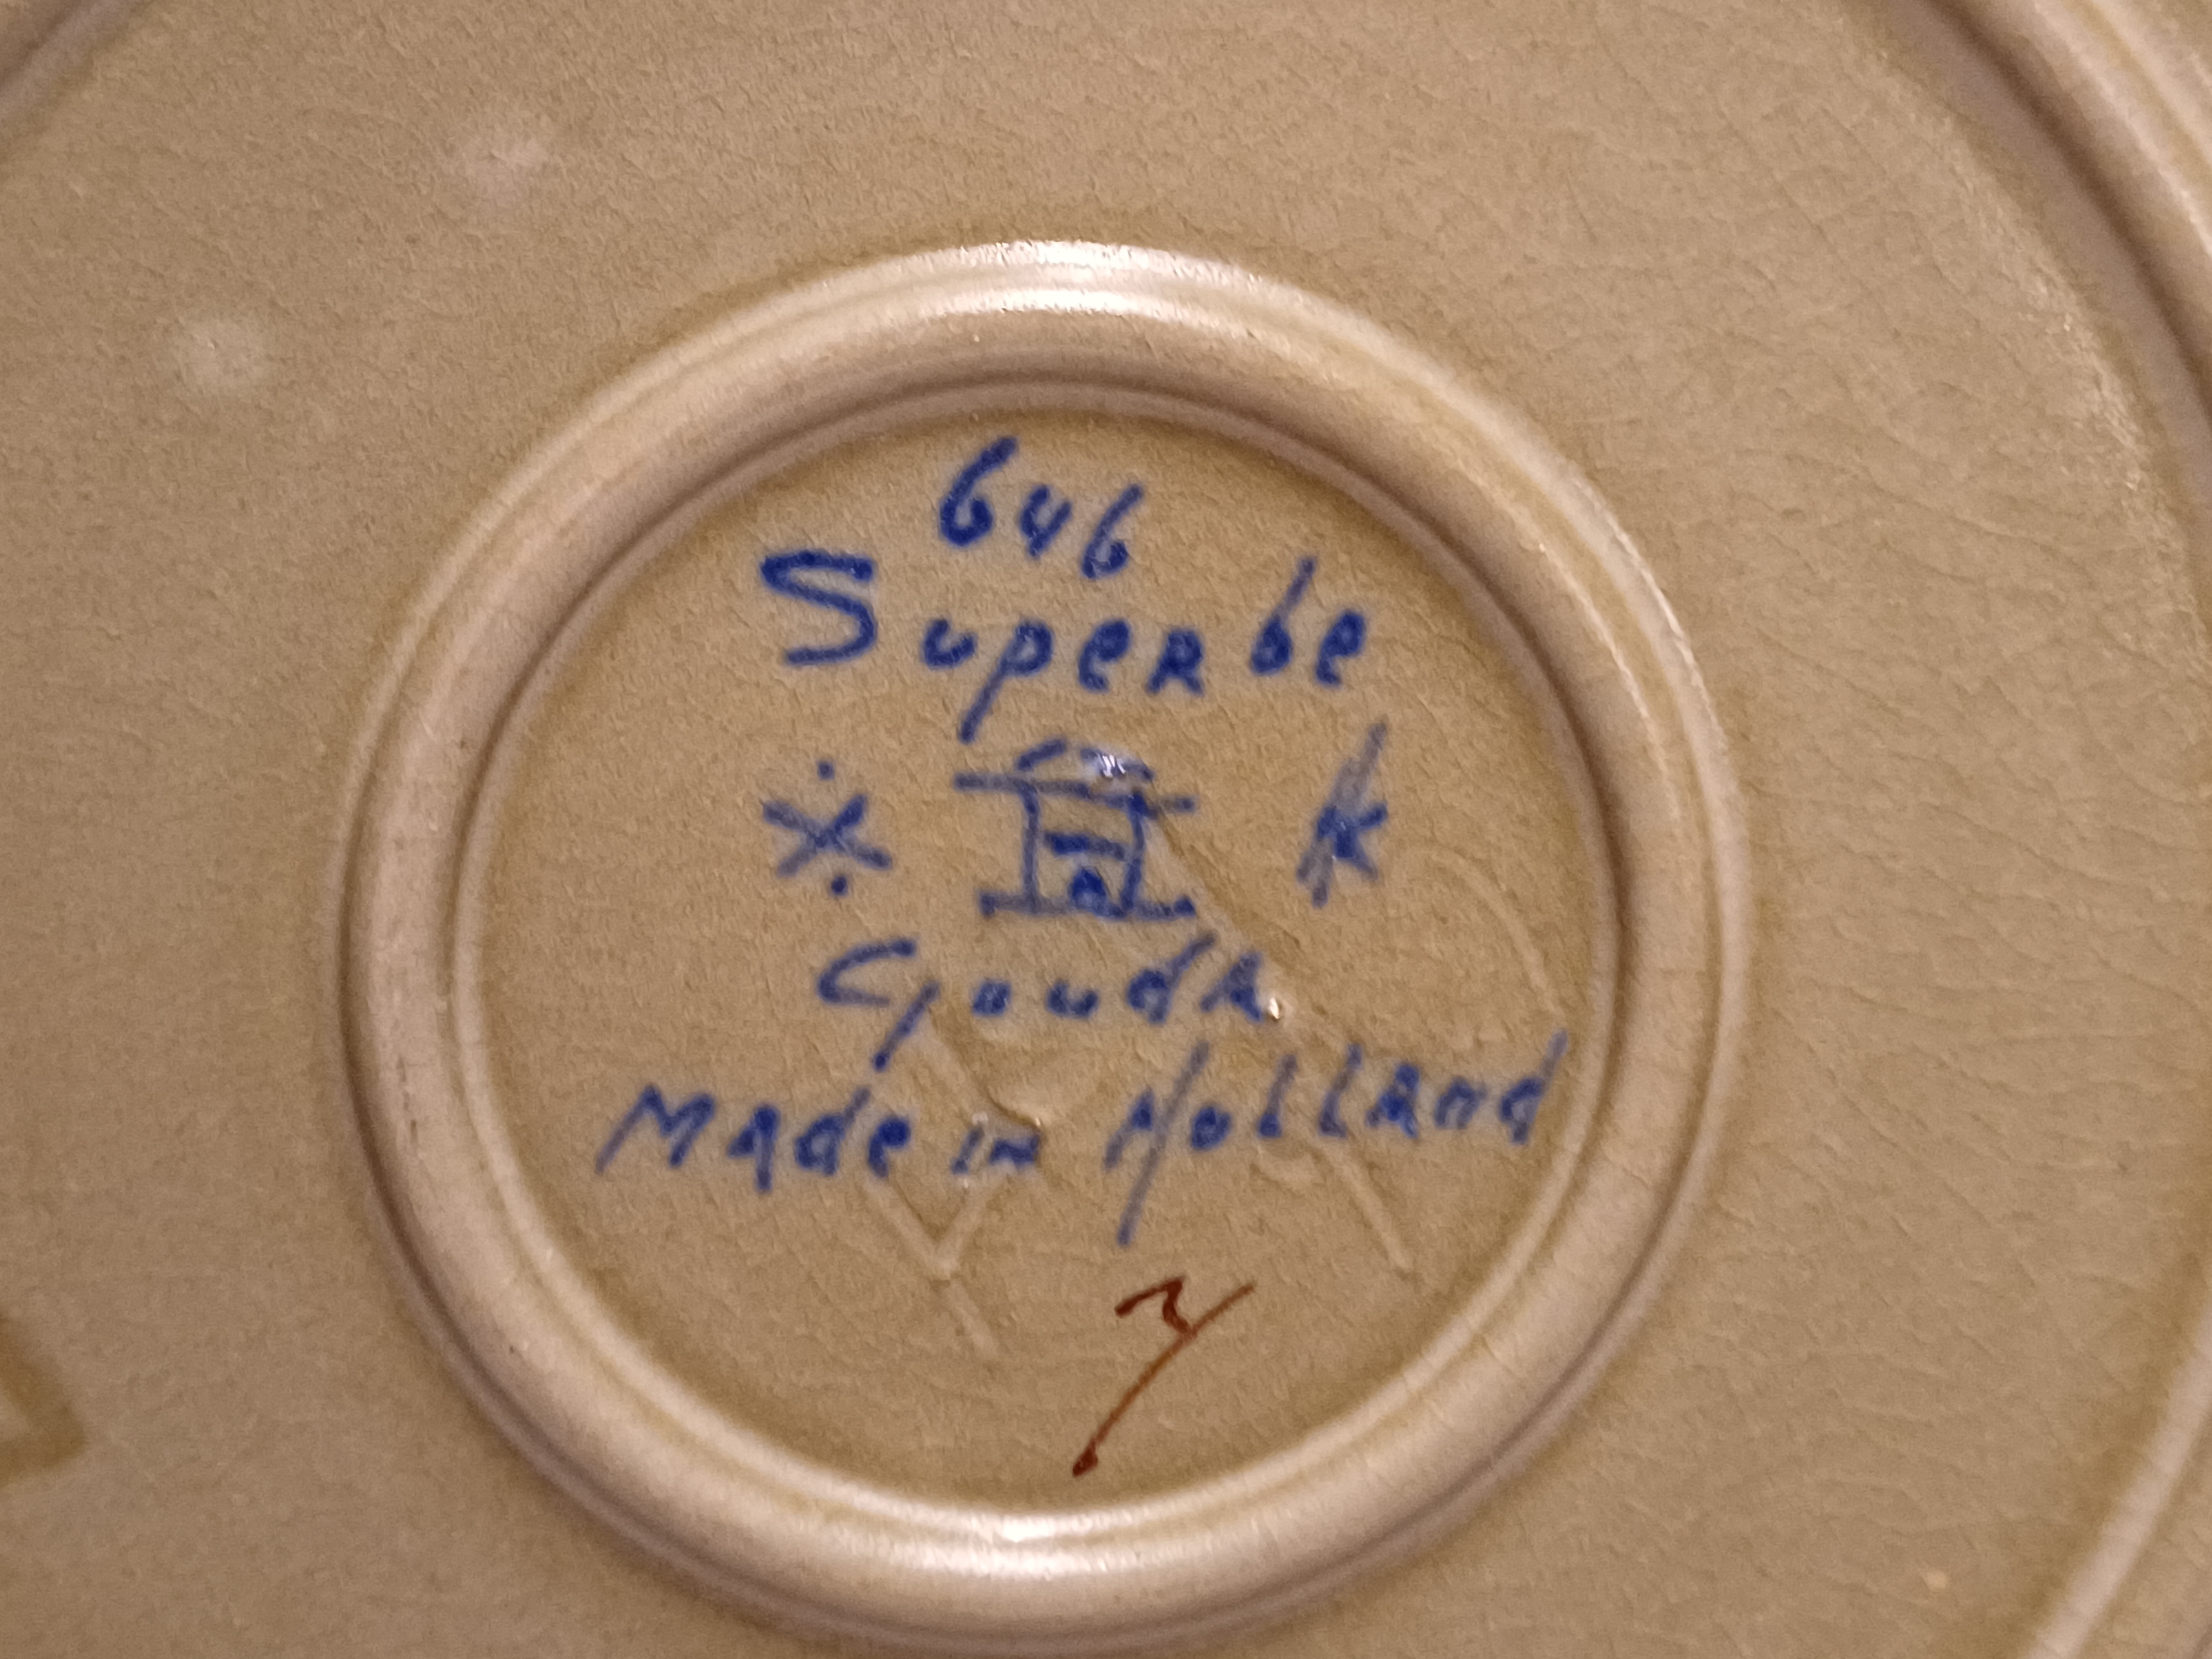 646
Superbe
K
Gouda
Made in Holland